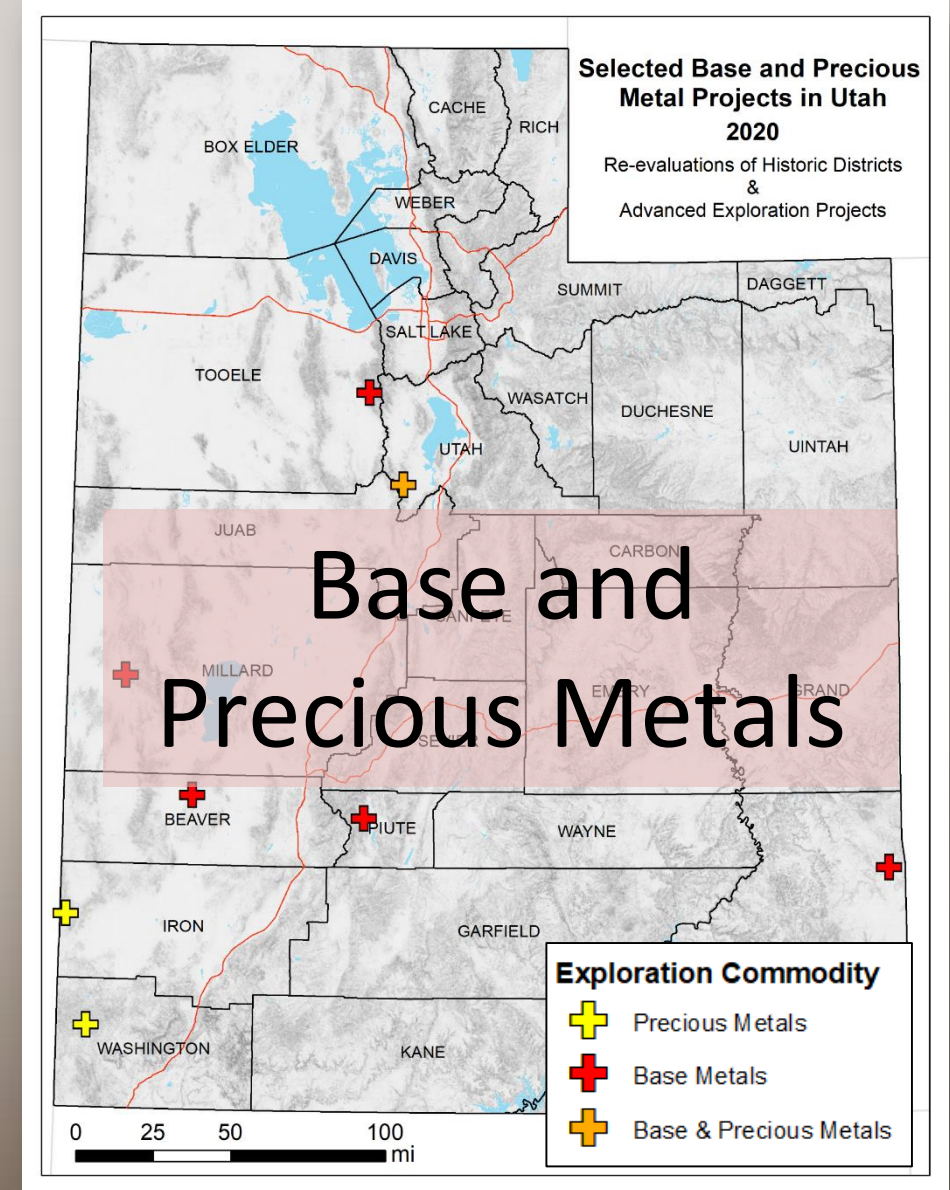 Selected Base and Precious
Metal Projects in Utah
2020
Re-evaluations of Historic Districts
&
Advanced Exploration Projects
CACHE
RICH
BOX ELDER
WEBER
DAVIS
SUMMIT
DAGGETT
SALT LAKE
TOOELE
WASATCH
DUCHESNE
UTAH
UINTAH
JUAB
CARBON
Base and
SANPETE
MILLARD
EMERY
GRAND
Precious Metals
SEVIER
BEAVER
PIUTE
WAYNE
IRON
GARFIELD
WASHINGTON
KANE
Exploration Commodity
Precious Metals
Base Metals
Base & Precious Metals
0 25 50 100
mi